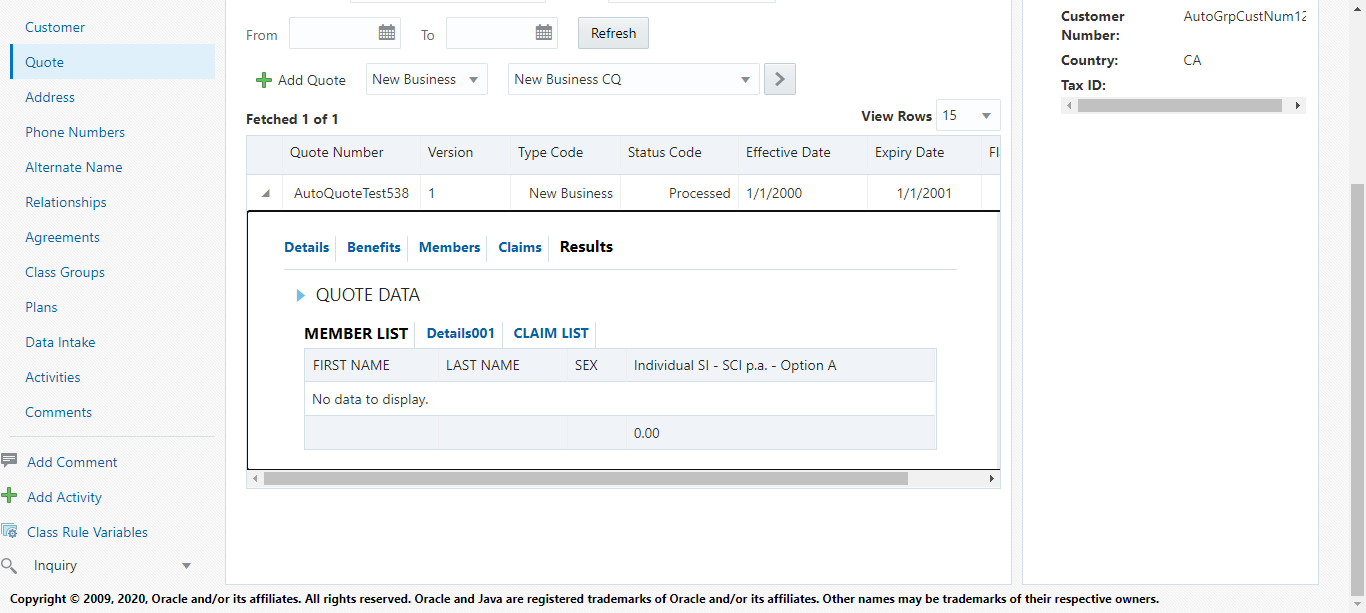 Customer
Quote
Address
Phone Numbers
Alternate Name
Relationships
Agreements
Class Groups
Plans
Data Intake
Activities
Comments
Add Comment
Add Activity
Class Rule Variables
Inquiry
From To Refresh
Add Quote New Business New Business CQ
Fetched 1 of 1 View Rows 15
Quote Number Version Type Code Status Code Effective Date Expiry Date Fl
AutoQuoteTest538 1 New Business Processed 1/1/2000 1/1/2001
Details Benefits Members Claims Results
QUOTE DATA
MEMBER LIST Details001 CLAIM LIST
FIRST NAME LAST NAME SEX Individual SI - SCI p.a. - Option A
No data to display.
0.00
Customer Number: AutoGrpCustNum12
Country: CA
Tax ID:
Copyright © 2009, 2020, Oracle and/or its affiliates. All rights reserved. Oracle and Java are registered trademarks of Oracle and/or its affiliates. Other names may be trademarks of their respective owners.